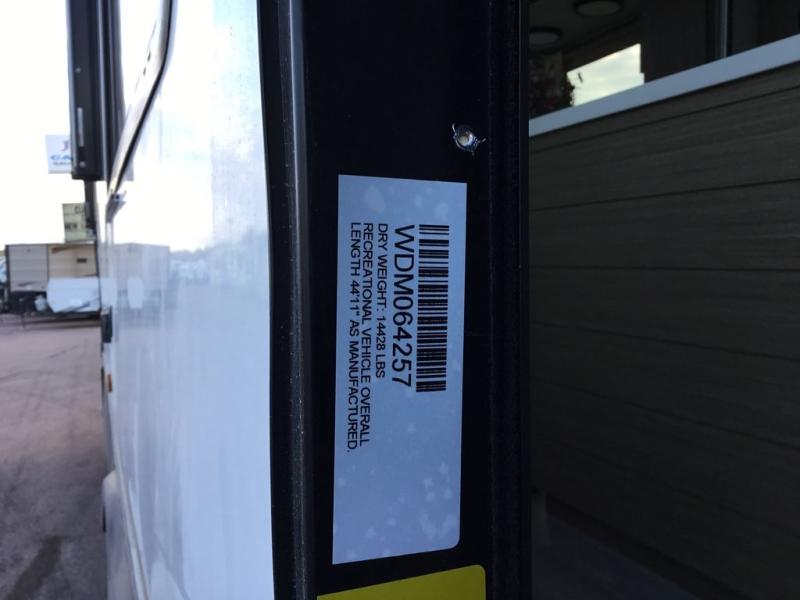 WDM064257
DRY WEIGHT: 14428 LBS
RECREATIONAL VEHICLE OVERALL
LENGTH 44'11" AS MANUFACTURED.